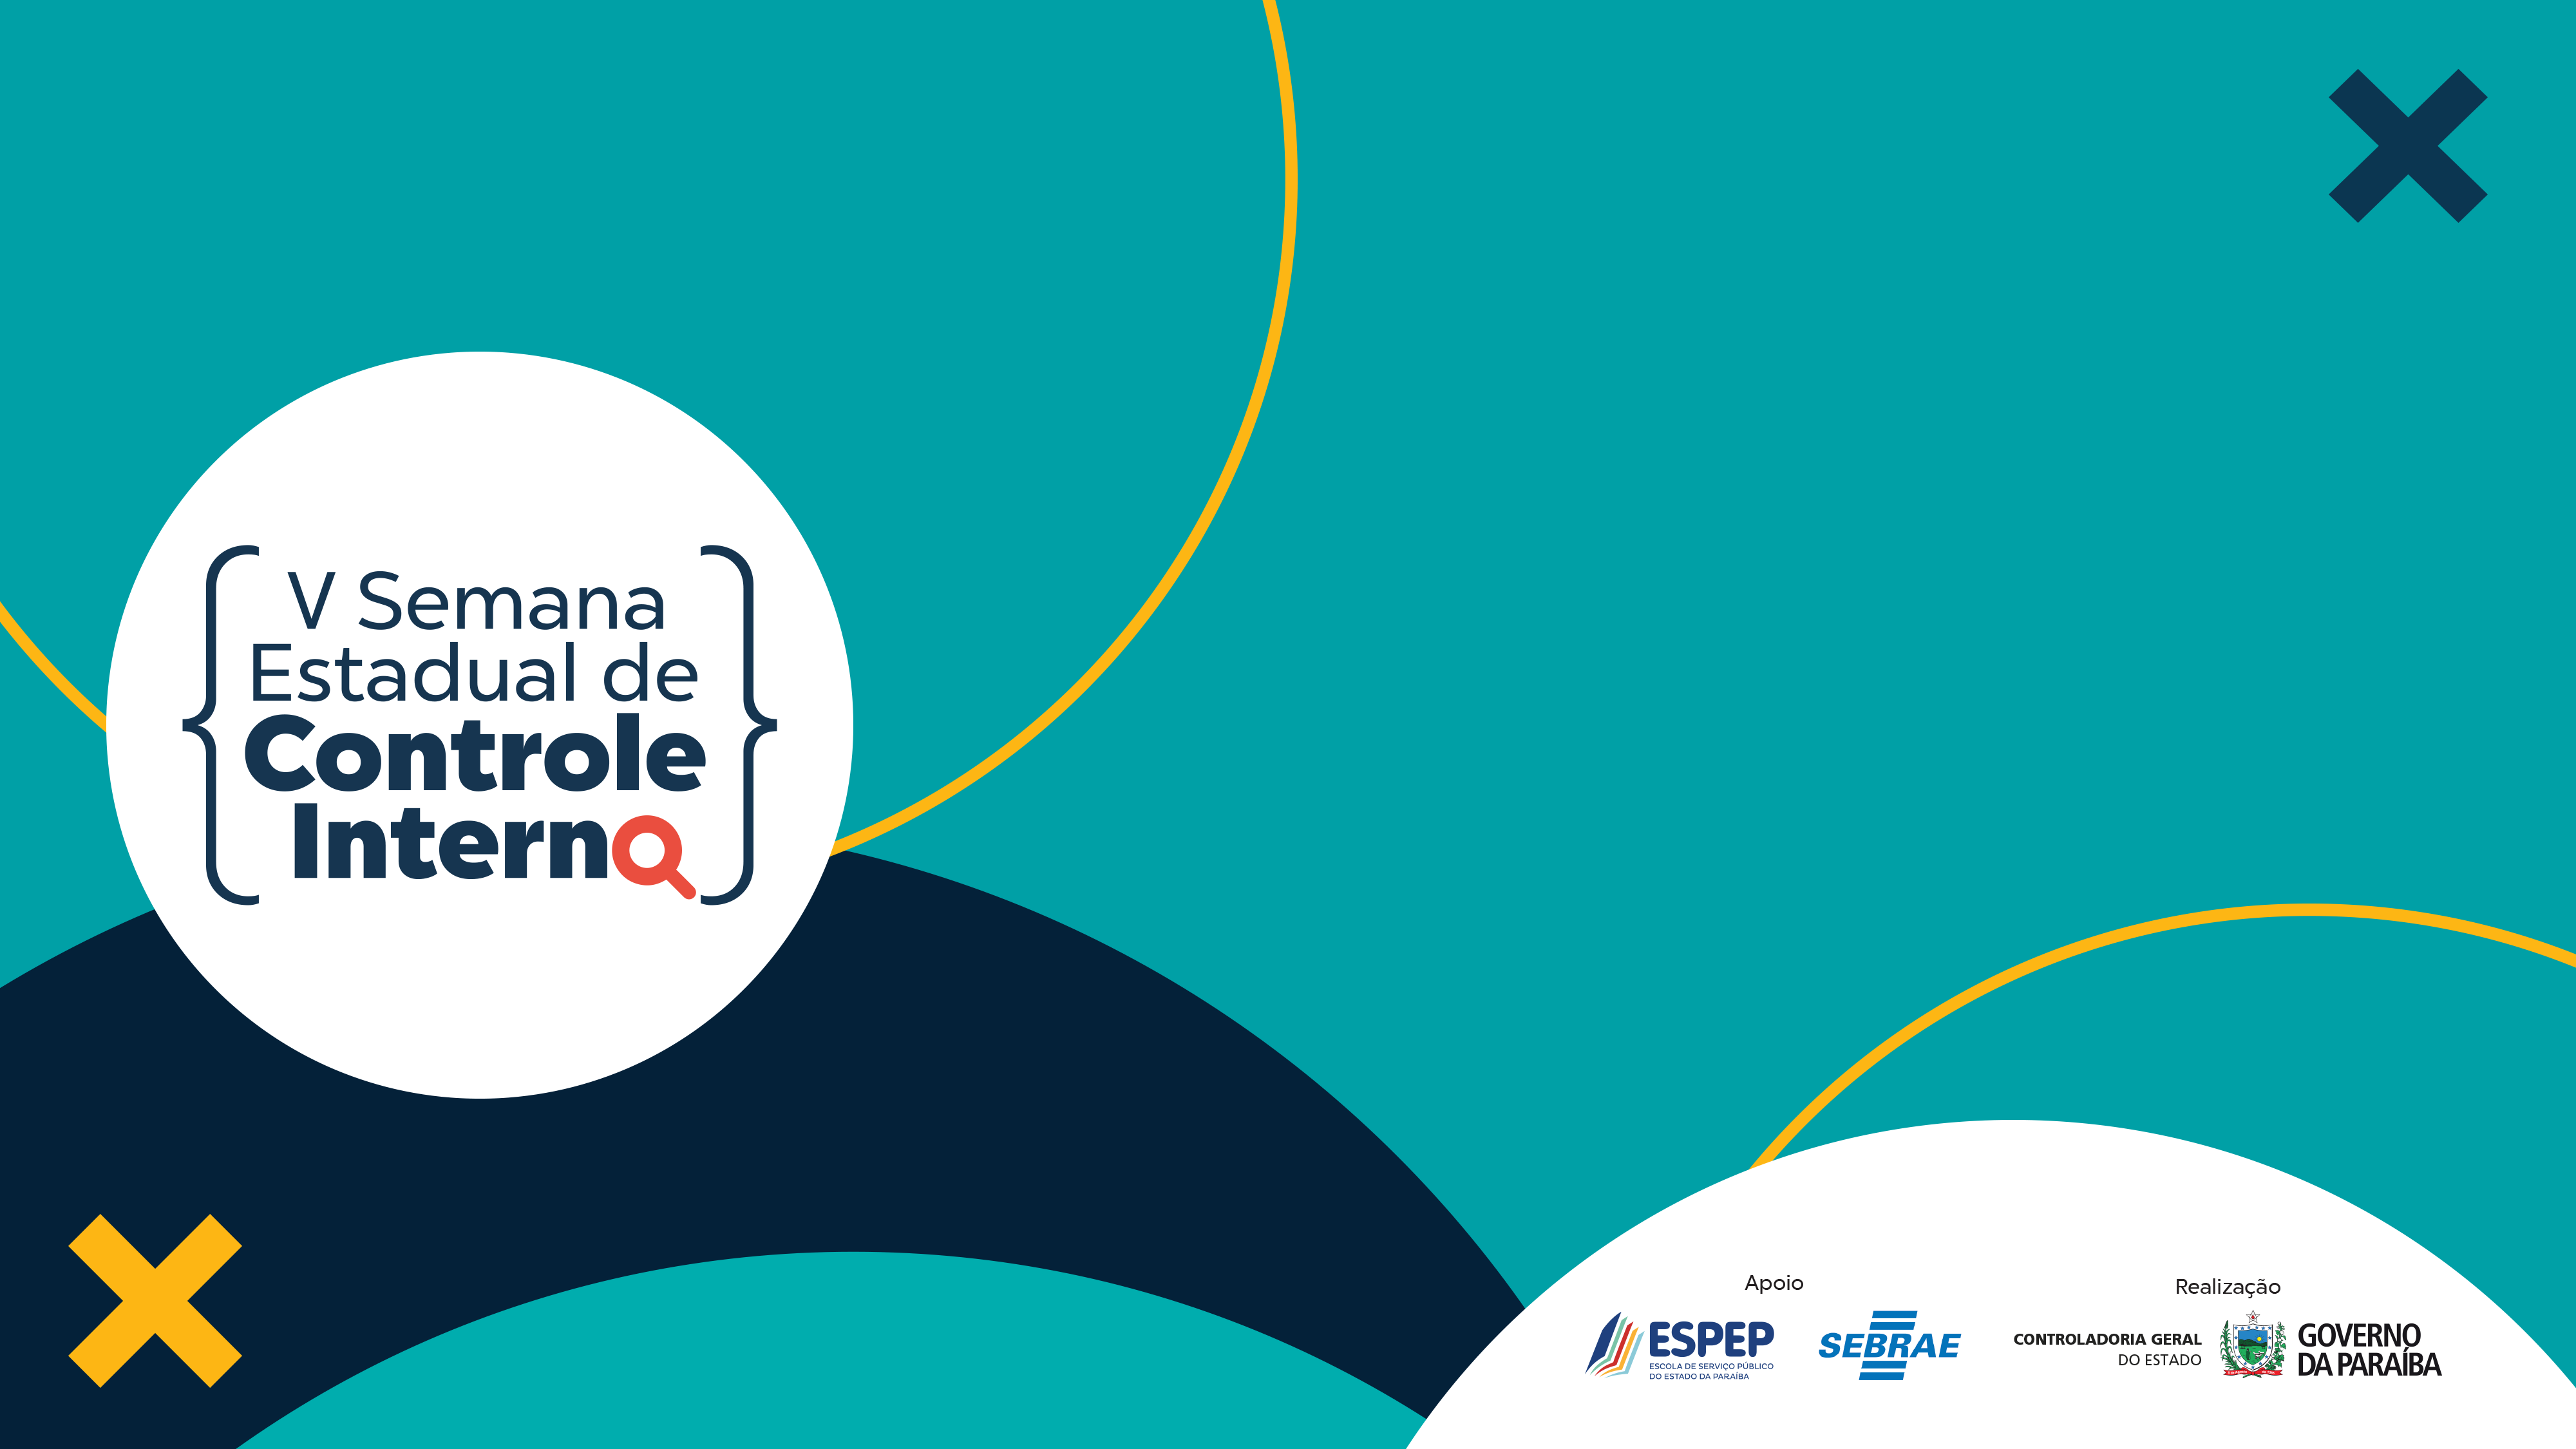 V Semana
Estadual de
Controle
Interno
Apoio
ESPEP
ESCOLA DE SERVIÇO PÚBLICO
DO ESTADO DA PARAÍBA
SEBRAE
Realização
CONTROLADORIA GERAL
DO ESTADO
GOVERNO
DA PARAÍBA